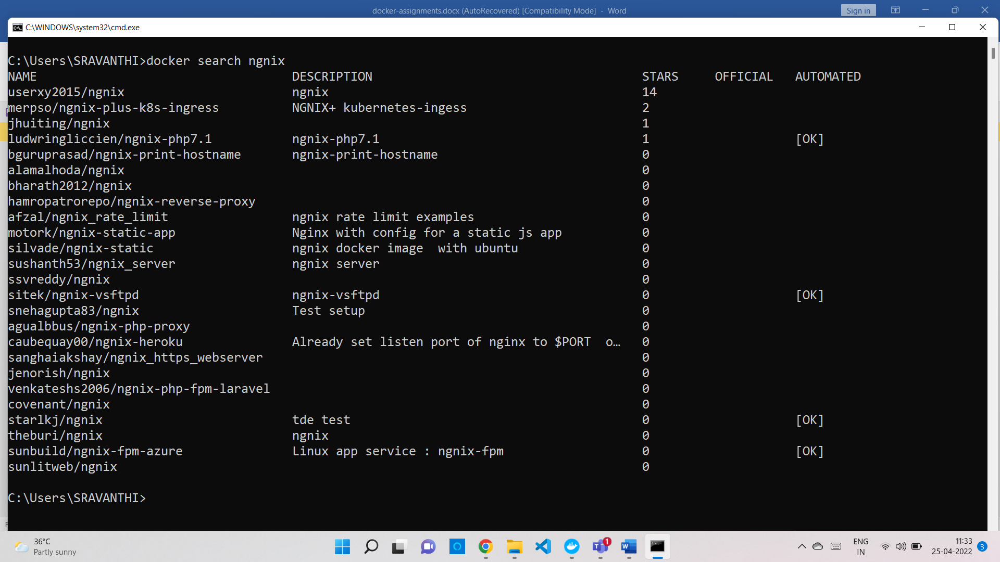 docker-assignments.docx (AutoRecovered) [Compatibility Mode] - Word
Sign in
C:\WINDOWS\system32\cmd.exe
C:\Users\SRAVANTHI>docker search ngnix
NAME DESCRIPTION STARS OFFICIAL AUTOMATED
userxy2015/ngnix ngnix 14
merpso/ngnix-plus-k8s-ingress NGNIX+ kubernetes-ingess 2
jhuiting/ngnix 1
ludwringliccien/ngnix-php7.1 ngnix-php7.1 1 [OK]
bguruprasad/ngnix-print-hostname ngnix-print-hostname 0
alamalhoda/ngnix 0
bharath2012/ngnix 0
hamropatrorepo/ngnix-reverse-proxy 0
afzal/ngnix_rate_limit ngnix rate limit examples 0
motork/ngnix-static-app Nginx with config for a static js app 0
silvade/ngnix-static ngnix docker image  with ubuntu 0
sushanth53/ngnix_server ngnix server 0
ssvreddy/ngnix 0
sitek/ngnix-vsftpd ngnix-vsftpd 0 [OK]
snehagupta83/ngnix Test setup 0
agualbbus/ngnix-php-proxy 0
caubequay00/ngnix-heroku Already set listen port of nginx to $PORT  o… 0
sanghaiakshay/ngnix_https_webserver 0
jenorish/ngnix 0
venkateshs2006/ngnix-php-fpm-laravel 0
covenant/ngnix 0
starlkj/ngnix tde test 0 [OK]
theburi/ngnix ngnix 0
sunbuild/ngnix-fpm-azure Linux app service : ngnix-fpm 0 [OK]
sunlitweb/ngnix 0
C:\Users\SRAVANTHI>
36°C
Partly sunny
1
ENG
IN
11:33
25-04-2022
3